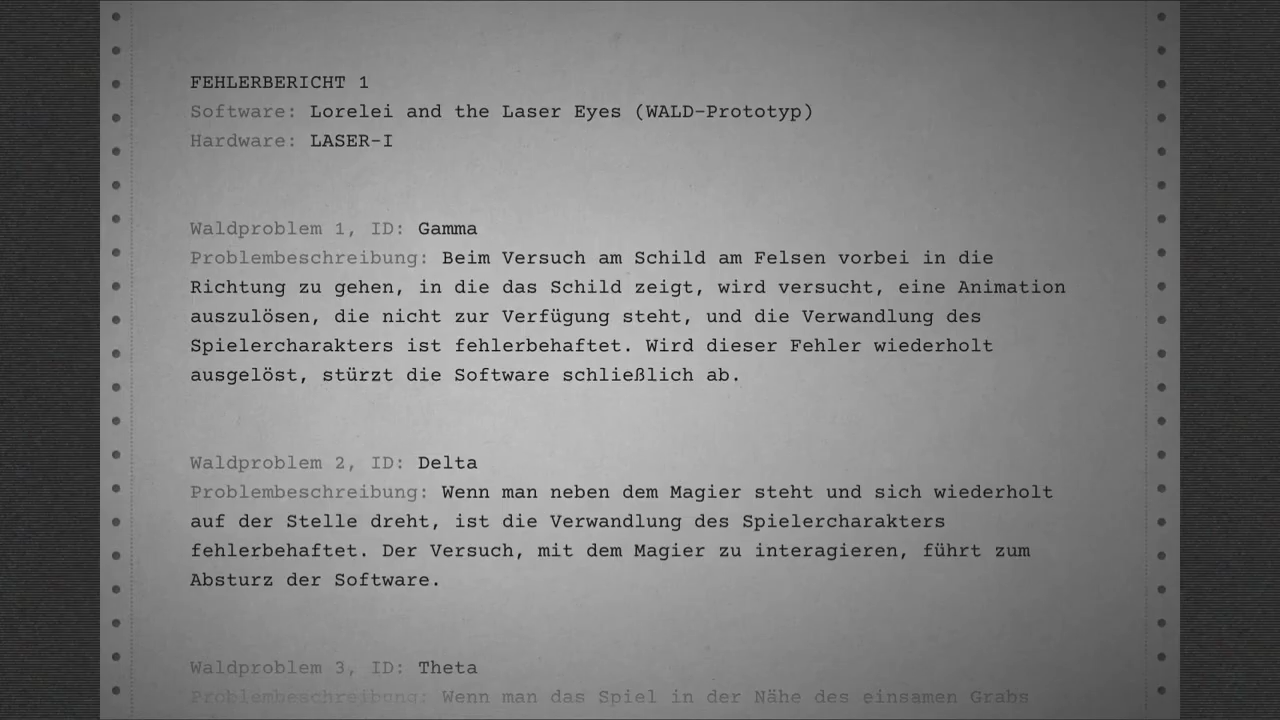 FEHLERBERICHT 1
Software: Lorelei and the Laser Eyes (WALD-Prototyp)
Hardware: LASER-I
Waldproblem 1, ID: Gamma
Problembeschreibung: Beim Versuch am Schild am Felsen vorbei in die
Richtung zu gehen, in die das Schild zeigt, wird versucht, eine Animation
auszulösen, die nicht zur Verfügung steht, und die Verwandlung des
Spielercharakters ist fehlerbehaftet. Wird dieser Fehler wiederholt
ausgelöst, stürzt die Software schließlich ab.
Waldproblem 2, ID: Delta
Problembeschreibung: Wenn man neben dem Magier steht und sich wiederholt
auf der Stelle dreht, ist die Verwandlung des Spielercharakters
fehlerbehaftet. Der Versuch, mit dem Magier zu interagieren, führt zum
Absturz der Software.
Waldproblem 3, ID: Theta
Problembeschreibung: Wenn man das Spiel in der Nähe des einsamen Grabs